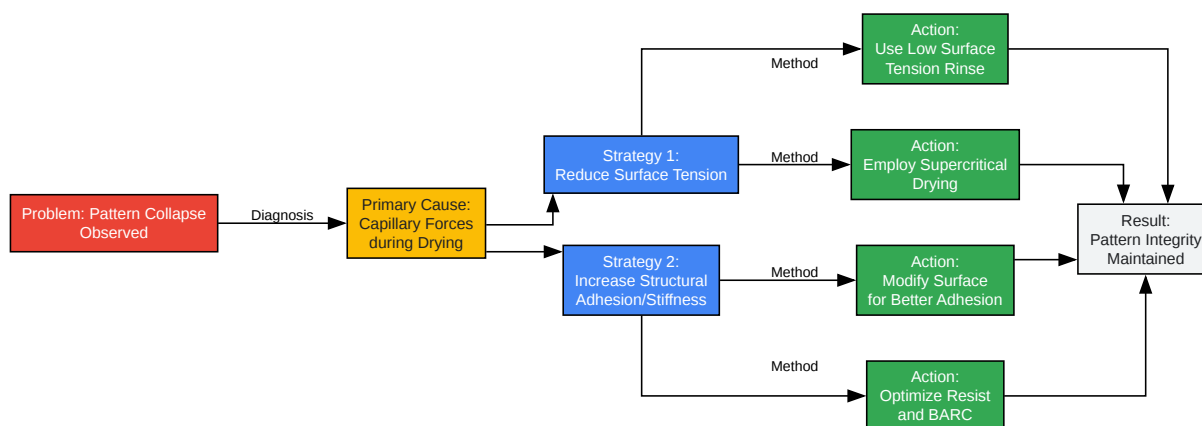 Problem: Pattern Collapse
Observed
Diagnosis
Primary Cause:
Capillary Forces
during Drying
Strategy 1:
Reduce Surface Tension
Strategy 2:
Increase Structural
Adhesion/Stiffness
Method
Action:
Use Low Surface
Tension Rinse
Method
Action:
Employ Supercritical
Drying
Method
Action:
Modify Surface
for Better Adhesion
Method
Action:
Optimize Resist
and BARC
Result:
Pattern Integrity
Maintained